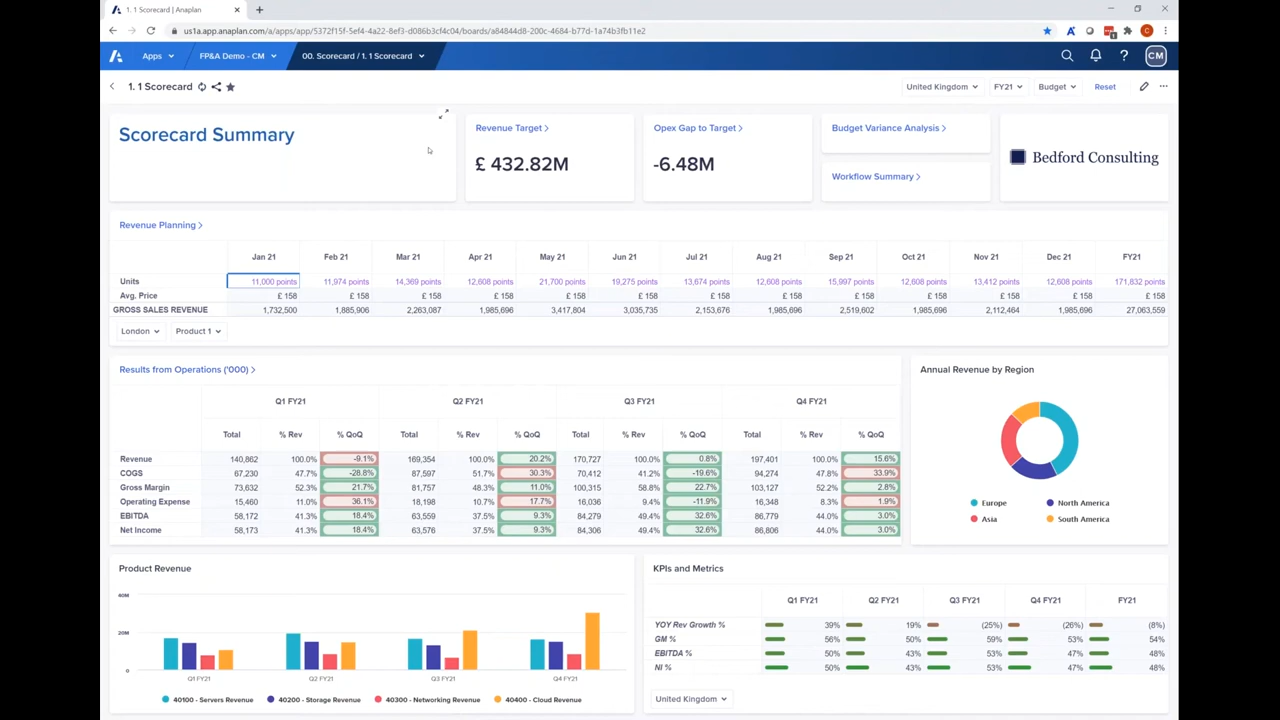 1. 1 Scorecard | Anaplan
us1a.app.anaplan.com/a/apps/app/5372f15f-5ef4-4a22-8ef3-d086b3cf4c04/boards/a84844d8-200c-4684-b77d-1a74b3fb11e2
Apps FP&A Demo - CM 00. Scorecard / 1. 1 Scorecard ? CM
1. 1 Scorecard United Kingdom FY21 Budget Reset
Scorecard Summary
Revenue Target
£ 432.82M
Opex Gap to Target
-6.48M
Budget Variance Analysis
Workflow Summary
Bedford Consulting
Revenue Planning
Jan 21 Feb 21 Mar 21 Apr 21 May 21 Jun 21 Jul 21 Aug 21 Sep 21 Oct 21 Nov 21 Dec 21 FY21
Units 11,000 points 11,974 points 14,369 points 12,608 points 21,700 points 19,275 points 13,674 points 12,608 points 15,997 points 12,608 points 13,412 points 12,608 points 171,832 points
Avg. Price £ 158 £ 158 £ 158 £ 158 £ 158 £ 158 £ 158 £ 158 £ 158 £ 158 £ 158 £ 158 £ 158
GROSS SALES REVENUE 1,732,500 1,885,906 2,263,087 1,985,696 3,417,804 3,035,735 2,153,676 1,985,696 2,519,602 1,985,696 2,112,464 1,985,696 27,063,559
London Product 1
Results from Operations ('000)
Q1 FY21 Q2 FY21 Q3 FY21 Q4 FY21
Total % Rev % QoQ Total % Rev % QoQ Total % Rev % QoQ Total % Rev % QoQ
Revenue 140,862 100.0% -9.1% 169,354 100.0% 20.2% 170,727 100.0% 0.8% 197,401 100.0% 15.6%
COGS 67,230 47.7% -28.8% 87,597 51.7% 30.3% 70,412 41.2% -19.6% 94,274 47.8% 33.9%
Gross Margin 73,632 52.3% 21.7% 81,757 48.3% 11.0% 100,315 58.8% 22.7% 103,127 52.2% 2.8%
Operating Expense 15,460 11.0% 36.1% 18,198 10.7% 17.7% 16,036 9.4% -11.9% 16,348 8.3% 1.9%
EBITDA 58,172 41.3% 18.4% 63,559 37.5% 9.3% 84,279 49.4% 32.6% 86,779 44.0% 3.0%
Net Income 58,173 41.3% 18.4% 63,576 37.5% 9.3% 84,306 49.4% 32.6% 86,806 44.0% 3.0%
Annual Revenue by Region
Europe North America
Asia South America
Product Revenue
40M
20M
0
Q1 FY21 Q2 FY21 Q3 FY21 Q4 FY21
40100 - Servers Revenue 40200 - Storage Revenue 40300 - Networking Revenue 40400 - Cloud Revenue
KPIs and Metrics
Q1 FY21 Q2 FY21 Q3 FY21 Q4 FY21 FY21
YOY Rev Growth % 39% 19% (25%) (26%) (8%)
GM % 56% 50% 59% 53% 54%
EBITDA % 50% 43% 53% 47% 48%
NI % 50% 43% 53% 47% 48%
United Kingdom